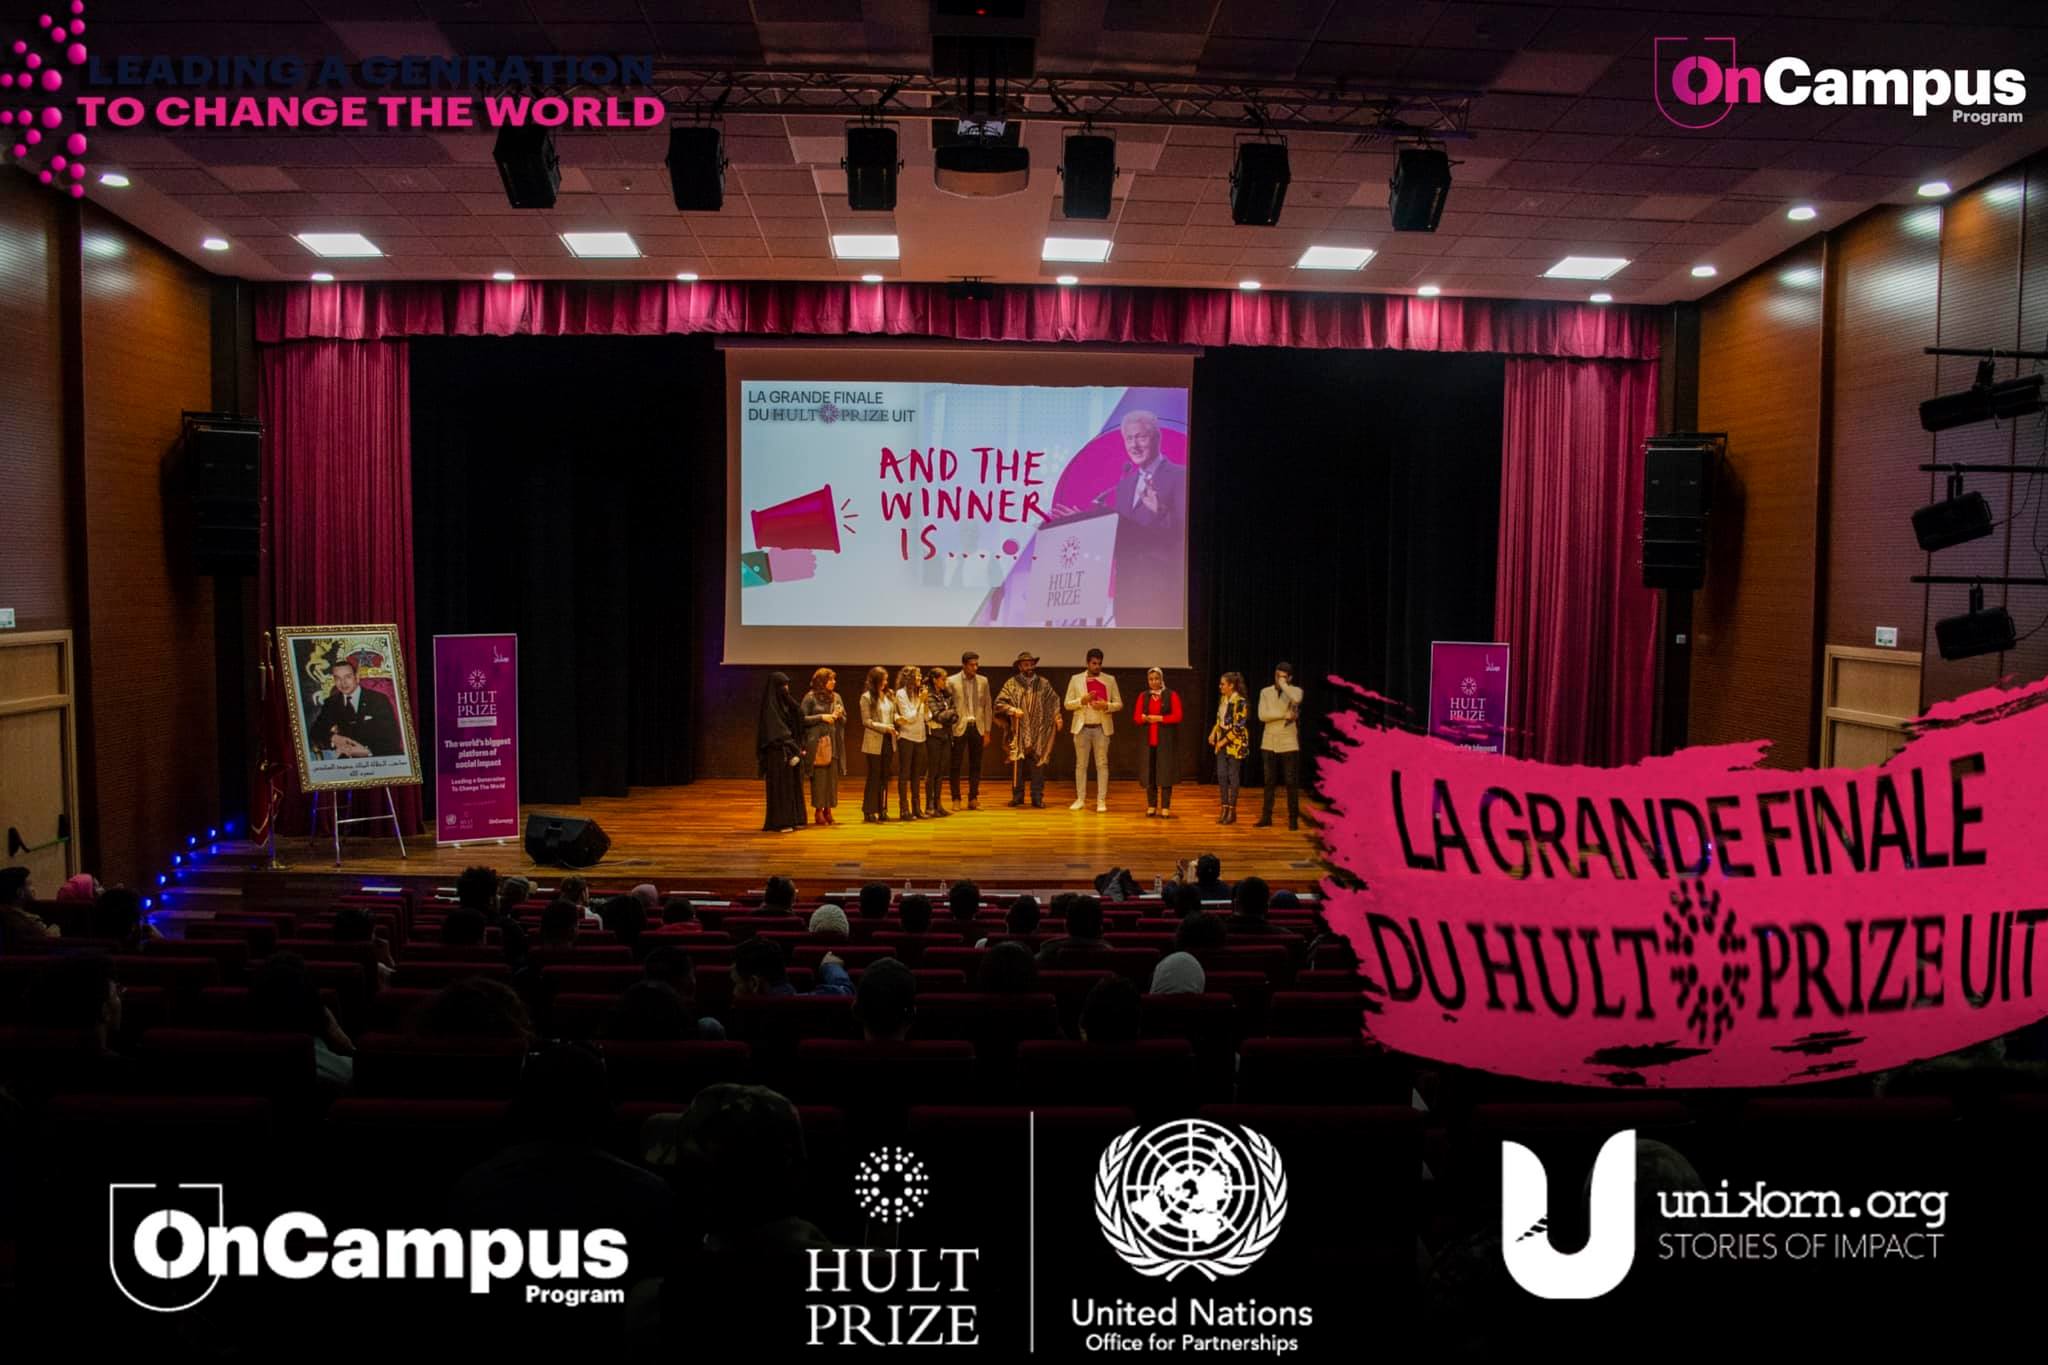 LEADING A GENRATION
TO CHANGE THE WORLD
OnCampus
Program
LA GRANDE FINALE
DU HULT PRIZE UIT
AND THE
WINNER
IS......
HULT
PRIZE
HULT
PRIZE
The world's biggest
platform of
social impact
Leading a Generation
To Change The World
OnCampus
HULT
PRIZE
LA GRANDE FINALE
DU HULT PRIZE UIT
OnCampus
Program
HULT
PRIZE
United Nations
Office for Partnerships
unikorn.org
STORIES OF IMPACT